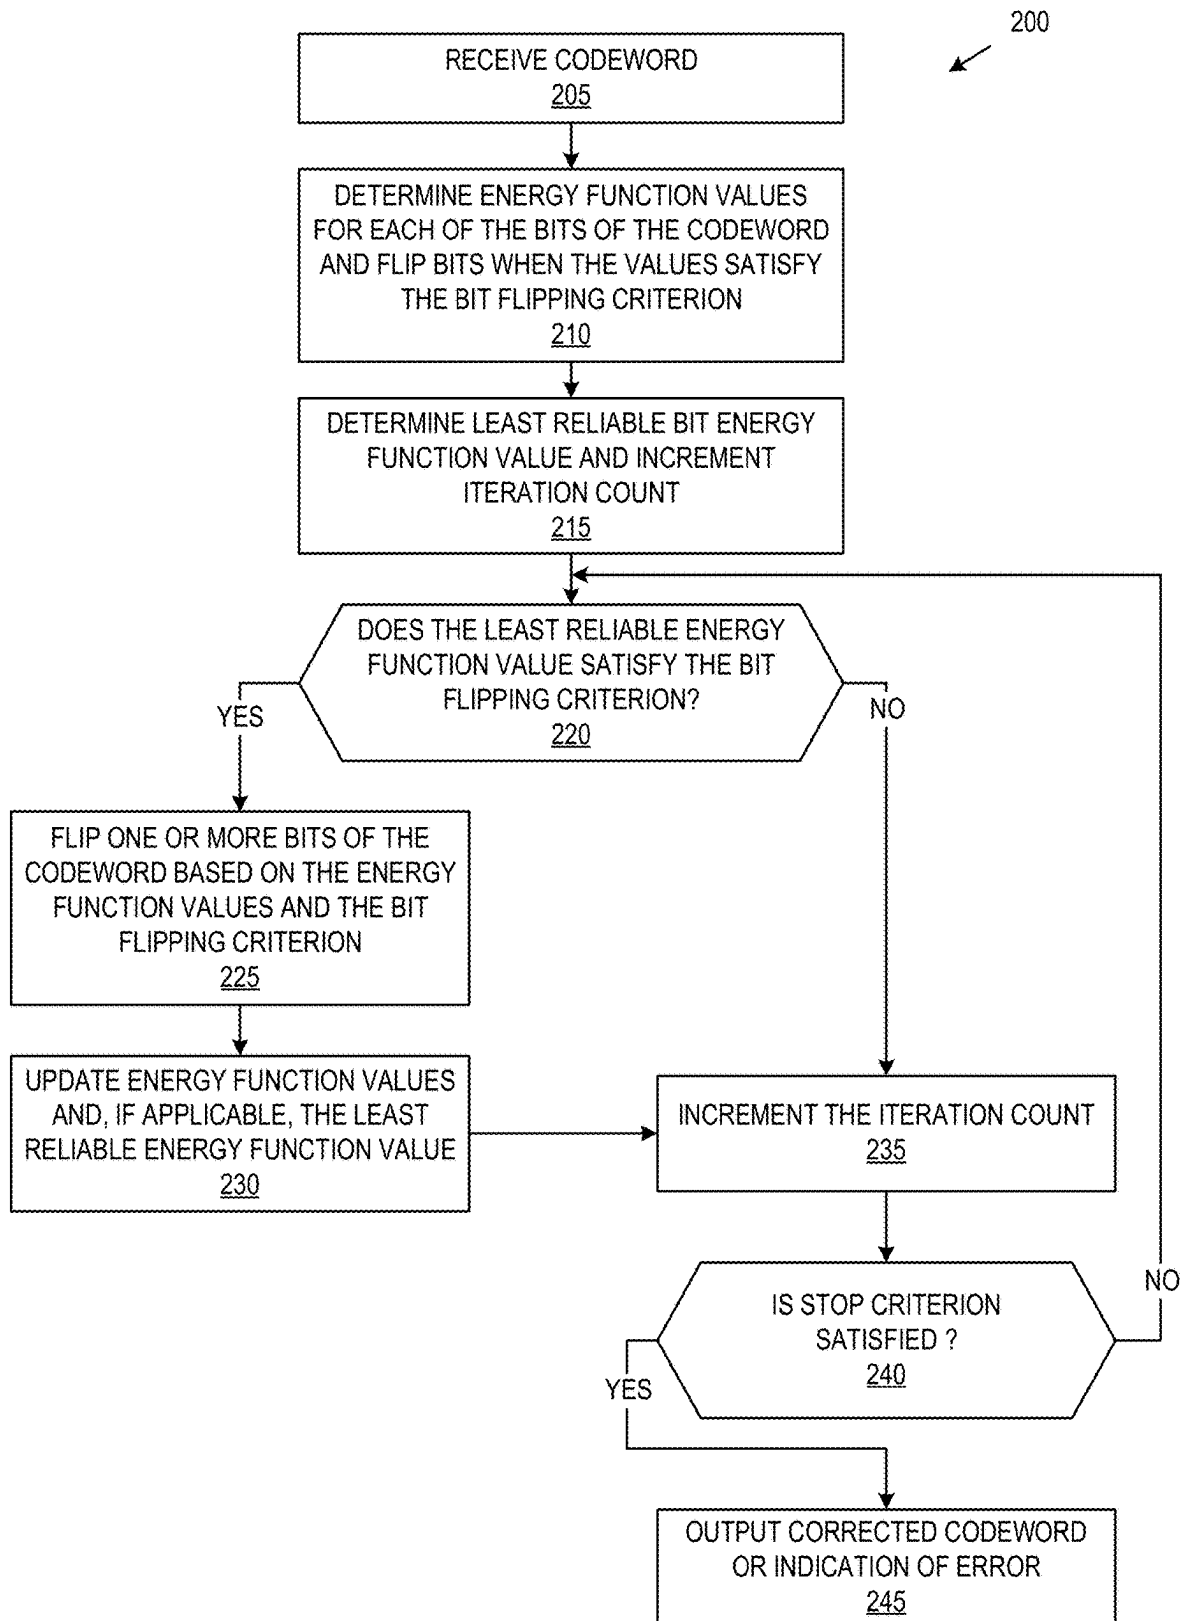 200
RECEIVE CODEWORD
205
DETERMINE ENERGY FUNCTION VALUES
FOR EACH OF THE BITS OF THE CODEWORD
AND FLIP BITS WHEN THE VALUES SATISFY
THE BIT FLIPPING CRITERION
210
DETERMINE LEAST RELIABLE BIT ENERGY
FUNCTION VALUE AND INCREMENT
ITERATION COUNT
215
DOES THE LEAST RELIABLE ENERGY
FUNCTION VALUE SATISFY THE BIT
FLIPPING CRITERION?
220
YES
NO
FLIP ONE OR MORE BITS OF THE
CODEWORD BASED ON THE ENERGY
FUNCTION VALUES AND THE BIT
FLIPPING CRITERION
225
UPDATE ENERGY FUNCTION VALUES
AND, IF APPLICABLE, THE LEAST
RELIABLE ENERGY FUNCTION VALUE
230
INCREMENT THE ITERATION COUNT
235
IS STOP CRITERION
SATISFIED ?
240
NO
YES
OUTPUT CORRECTED CODEWORD
OR INDICATION OF ERROR
245